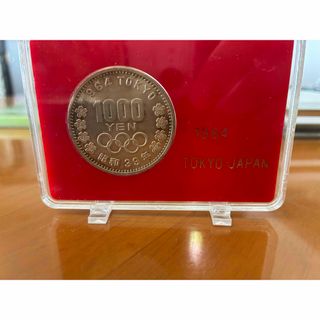 1964 TOKYO
1000
YEN
昭和39年
1964
TOKYO-JAPAN